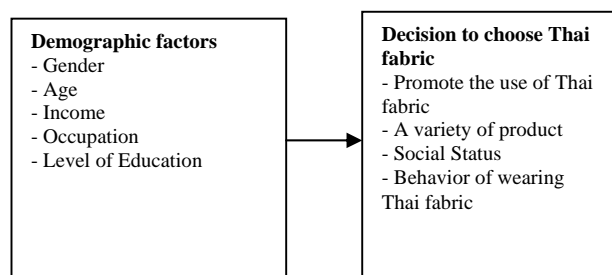 Demographic factors
- Gender
- Age
- Income
- Occupation
- Level of Education
Decision to choose Thai
fabric
- Promote the use of Thai
fabric
- A variety of product
- Social Status
- Behavior of wearing
Thai fabric